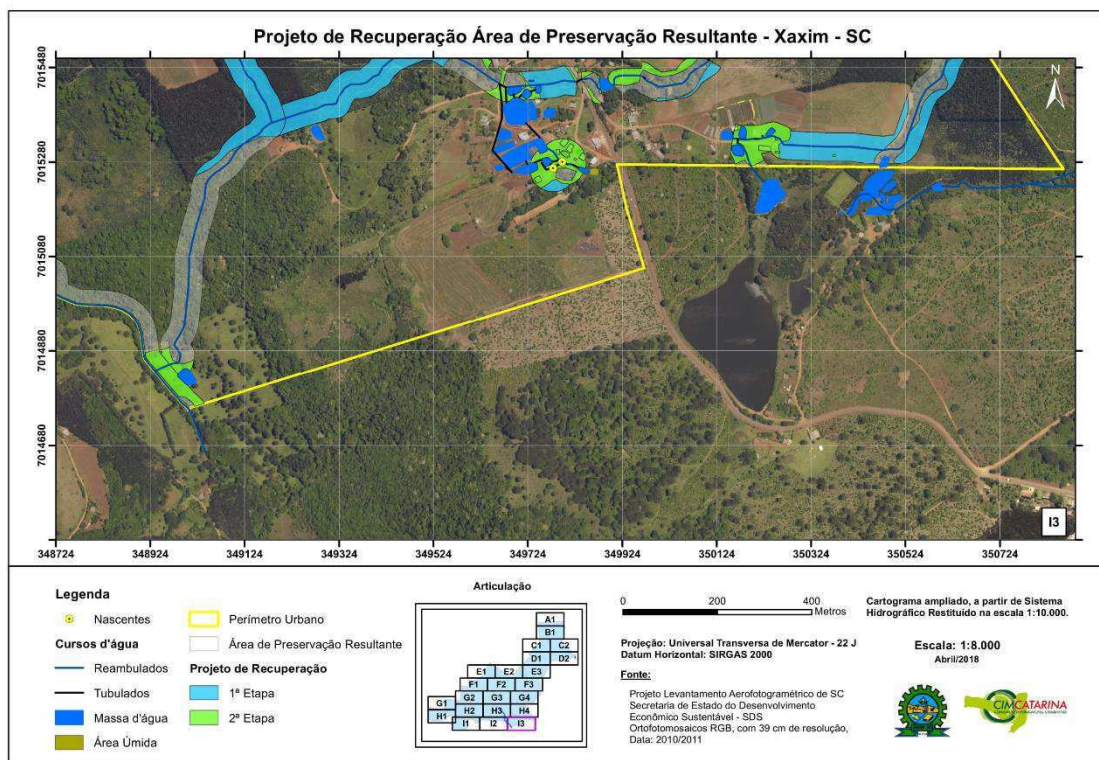 Projeto de Recuperação Área de Preservação Resultante - Xaxim - SC
7015480
7015280
7015080
7014880
7014680
N
I3
348724
348924
349124
349324
349524
349724
349924
350124
350324
350524
350724
Legenda
Nascentes
Cursos d'água
Reambulados
Tubulados
Massa d'água
Área Úmida
Perímetro Urbano
Área de Preservação Resultante
Projeto de Recuperação
1ª Etapa
2ª Etapa
Articulação
A1
B1
C1 C2
D1 D2
E1 E2 E3
F1 F2 F3
G1 G2 G3 G4
H1 H2 H3 H4
I1 I2 I3
0 200 400
Metros
Projeção: Universal Transversa de Mercator - 22 J
Datum Horizontal: SIRGAS 2000
Fonte:
Projeto Levantamento Aerofotogramétrico de SC
Secretaria de Estado do Desenvolvimento
Econômico Sustentável - SDS
Ortofotomosaicos RGB, com 39 cm de resolução,
Data: 2010/2011
Cartograma ampliado, a partir de Sistema
Hidrográfico Restituído na escala 1:10.000.
Escala: 1:8.000
Abril/2018
CIMCATARINA